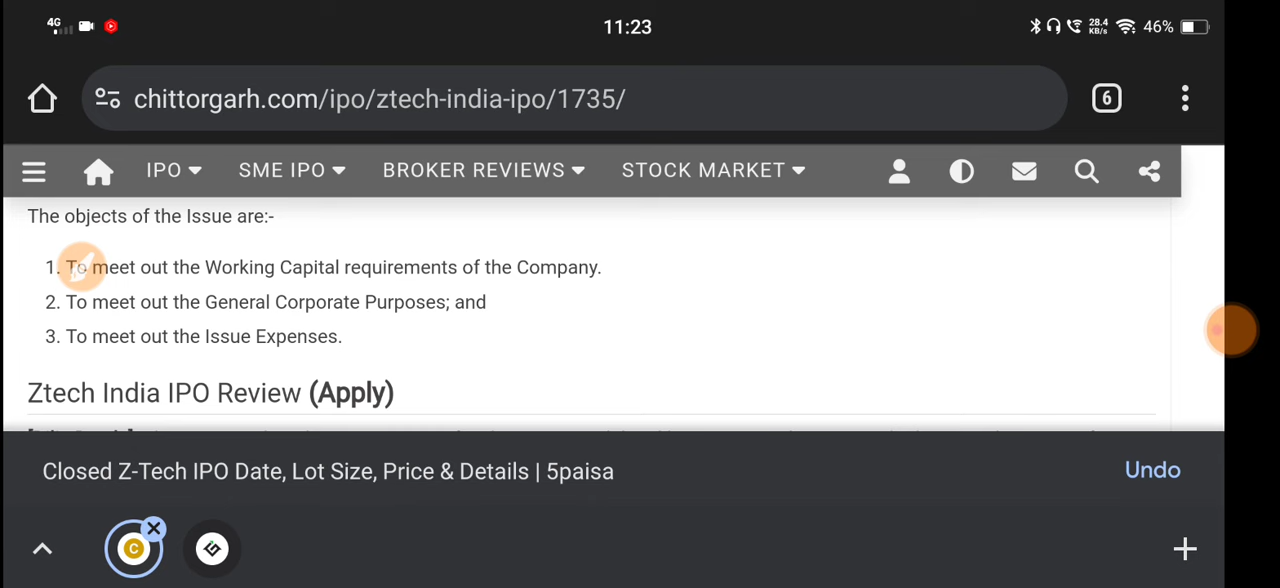 4G 11:23 28.4 KB/s 46%
chittorgarh.com/ipo/ztech-india-ipo/1735/ 6
IPO SME IPO BROKER REVIEWS STOCK MARKET
The objects of the Issue are:-
1. To meet out the Working Capital requirements of the Company.
2. To meet out the General Corporate Purposes; and
3. To meet out the Issue Expenses.
Ztech India IPO Review (Apply)
Closed Z-Tech IPO Date, Lot Size, Price & Details | 5paisa Undo
C